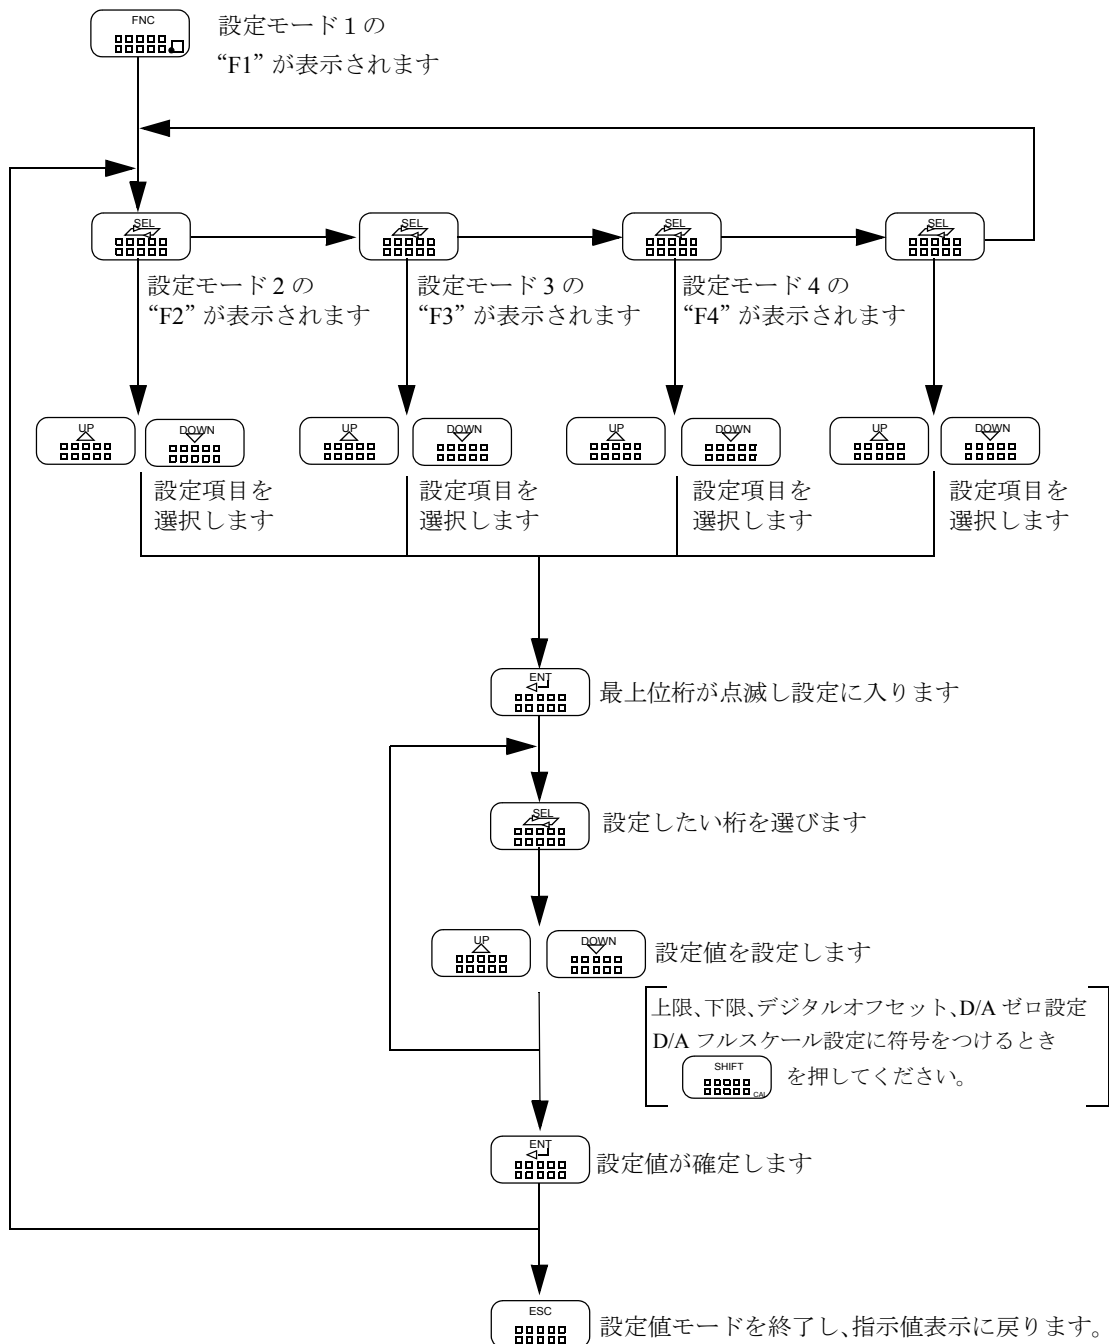 FNC
設定モード１の
“F1” が表示されます
SEL
SEL
SEL
SEL
設定モード 2 の
“F2” が表示されます
設定モード 3 の
“F3” が表示されます
設定モード 4 の
“F4” が表示されます
UP
DOWN
UP
DOWN
UP
DOWN
UP
DOWN
設定項目を
選択します
設定項目を
選択します
設定項目を
選択します
設定項目を
選択します
ENT
最上位桁が点滅し設定に入ります
SEL
設定したい桁を選びます
UP
DOWN
設定値を設定します
上限、下限、デジタルオフセット、D/A ゼロ設定
D/A フルスケール設定に符号をつけるとき
SHIFT
CAL
を押してください。
ENT
設定値が確定します
ESC
設定値モードを終了し、指示値表示に戻ります。